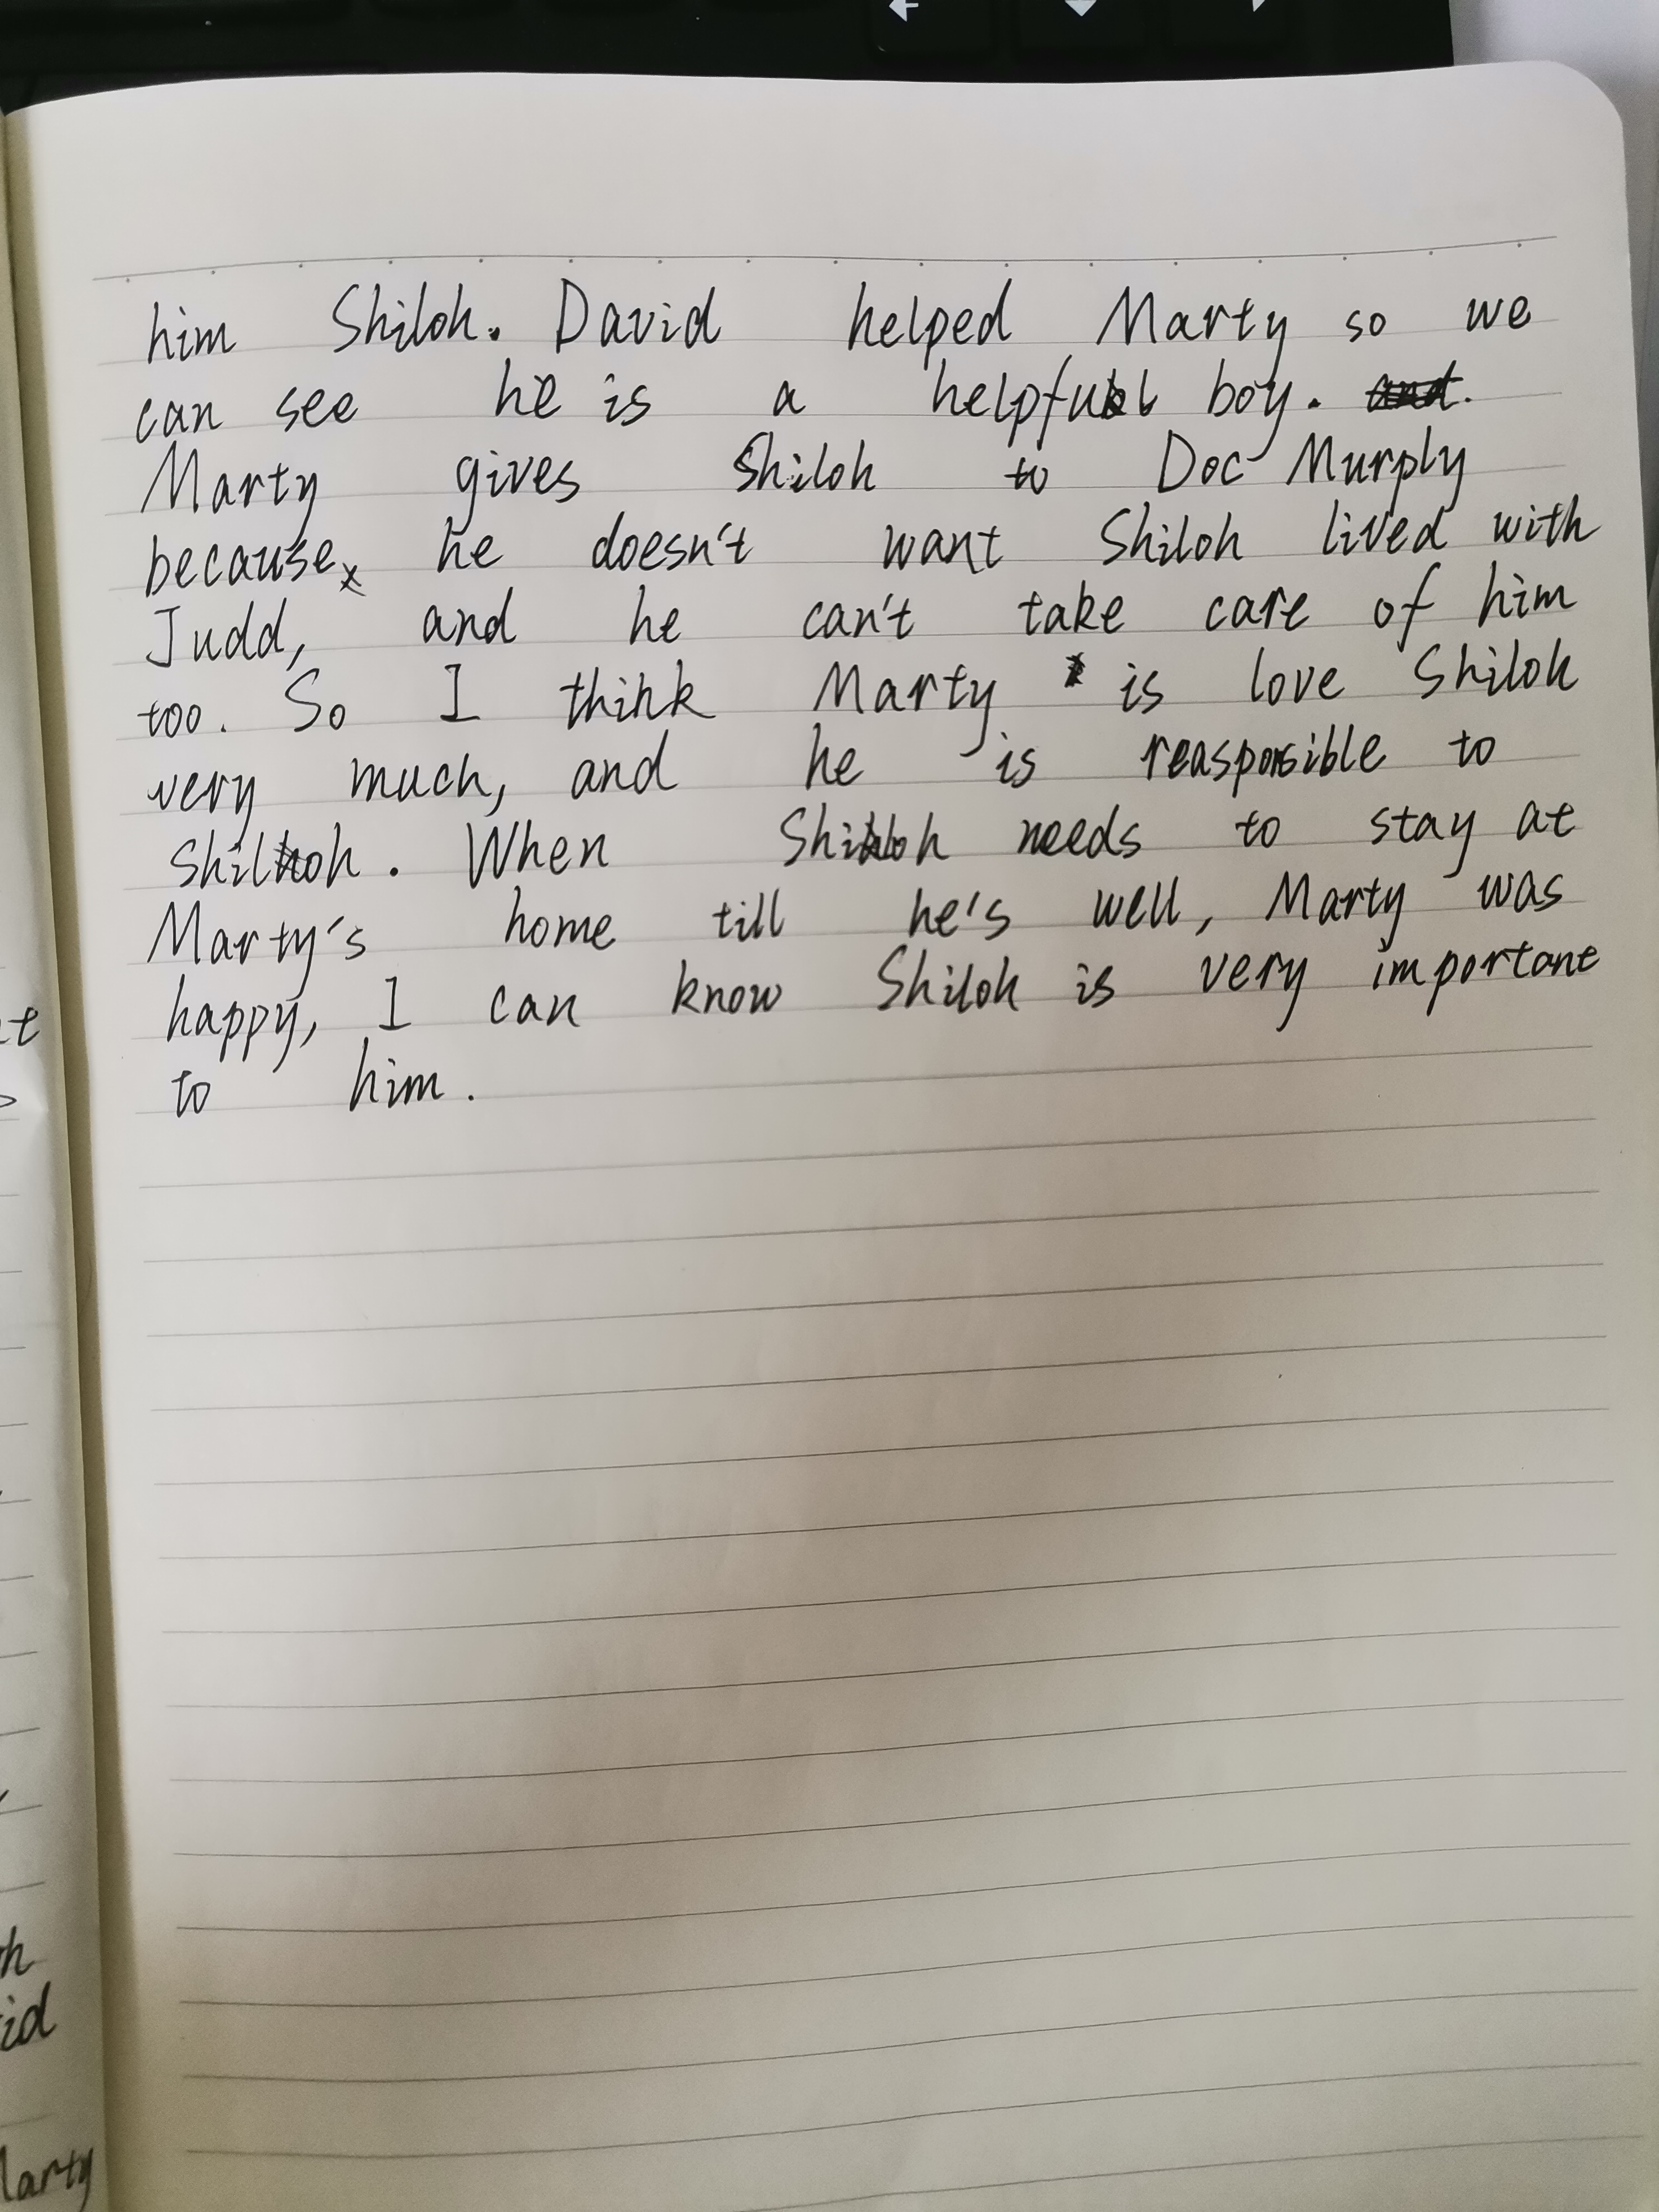 him Shiloh. David helped Marty so we
can see he is a helpful boy.
Marty gives Shiloh to Doc Murply
because he doesn't want Shiloh lived with
Judd, and he can't take care of him
too. So I think Marty is love Shiloh
very much, and he is reasponsible to
Shiloh. When Shiloh needs to stay at
Marty's home till he's well, Marty was
happy, I can know Shiloh is very importane
to him.